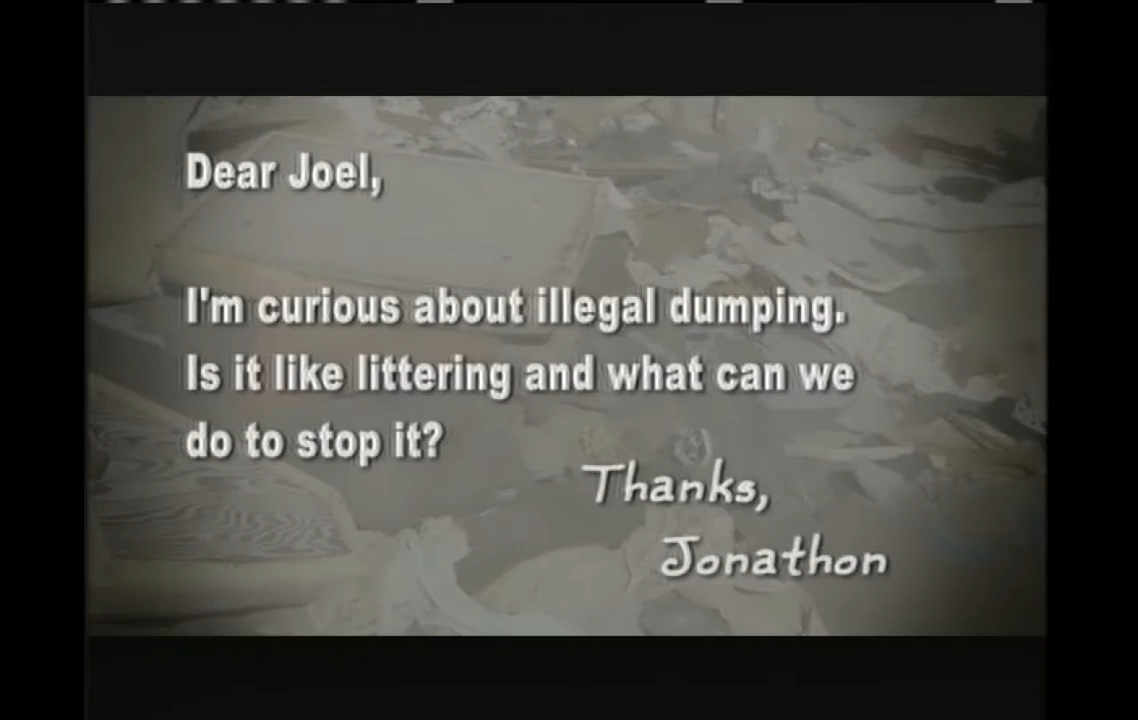 Dear Joel,
I'm curious about illegal dumping.
Is it like littering and what can we
do to stop it?
Thanks,
Jonathon